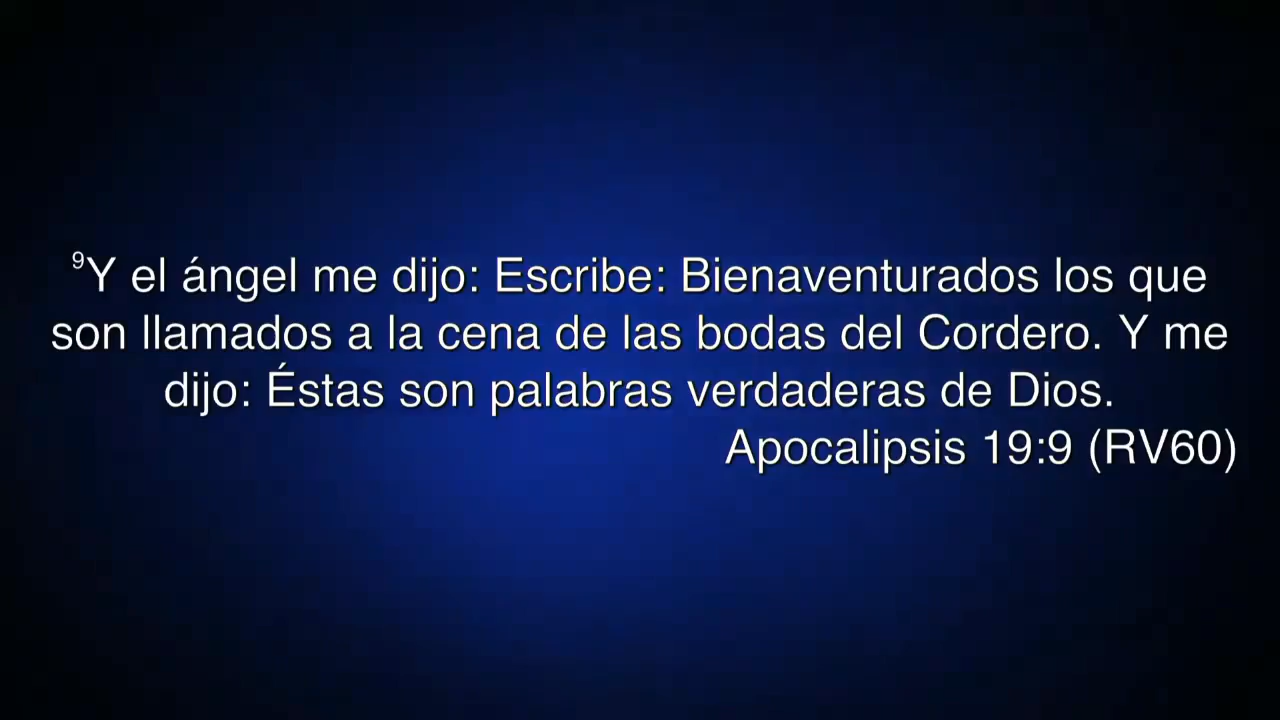 ⁹Y el ángel me dijo: Escribe: Bienaventurados los que
son llamados a la cena de las bodas del Cordero. Y me
dijo: Éstas son palabras verdaderas de Dios.
Apocalipsis 19:9 (RV60)